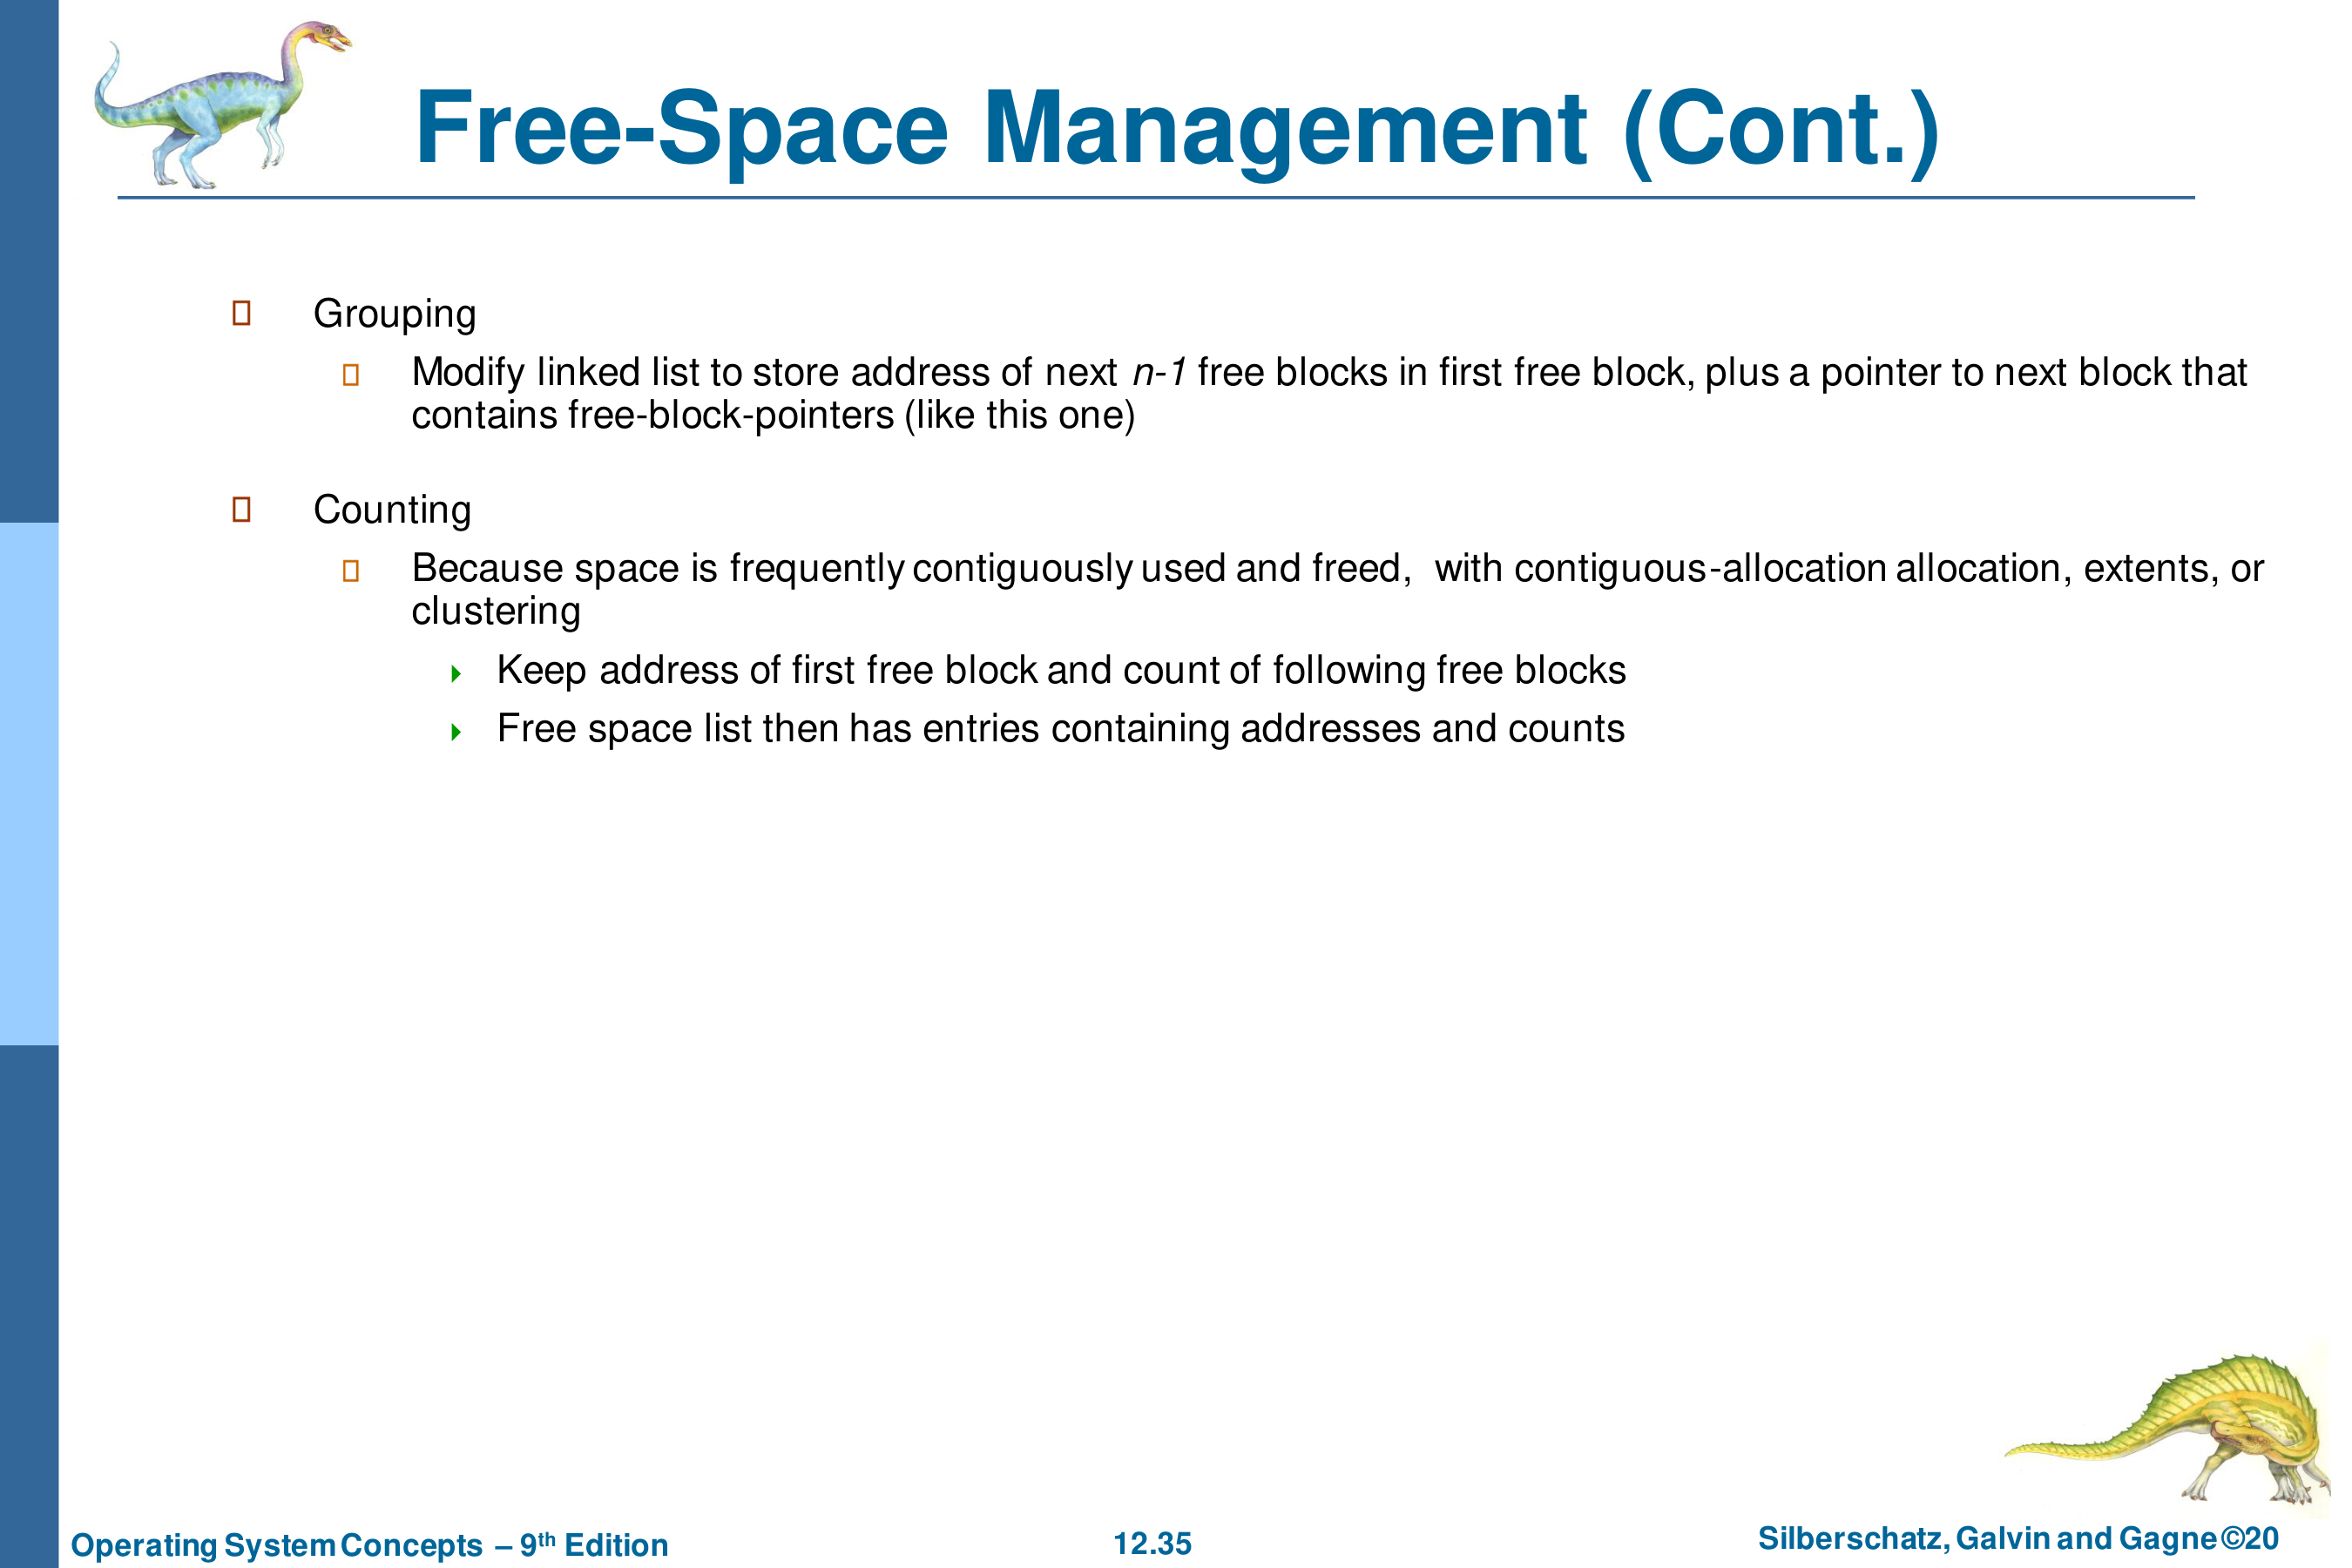 Free-Space Management (Cont.)
Grouping
Modify linked list to store address of next n-1 free blocks in first free block, plus a pointer to next block that
contains free-block-pointers (like this one)
Counting
Because space is frequently contiguously used and freed, with contiguous-allocation allocation, extents, or
clustering
Keep address of first free block and count of following free blocks
Free space list then has entries containing addresses and counts
Operating System Concepts – 9th Edition
12.35
Silberschatz, Galvin and Gagne ©20